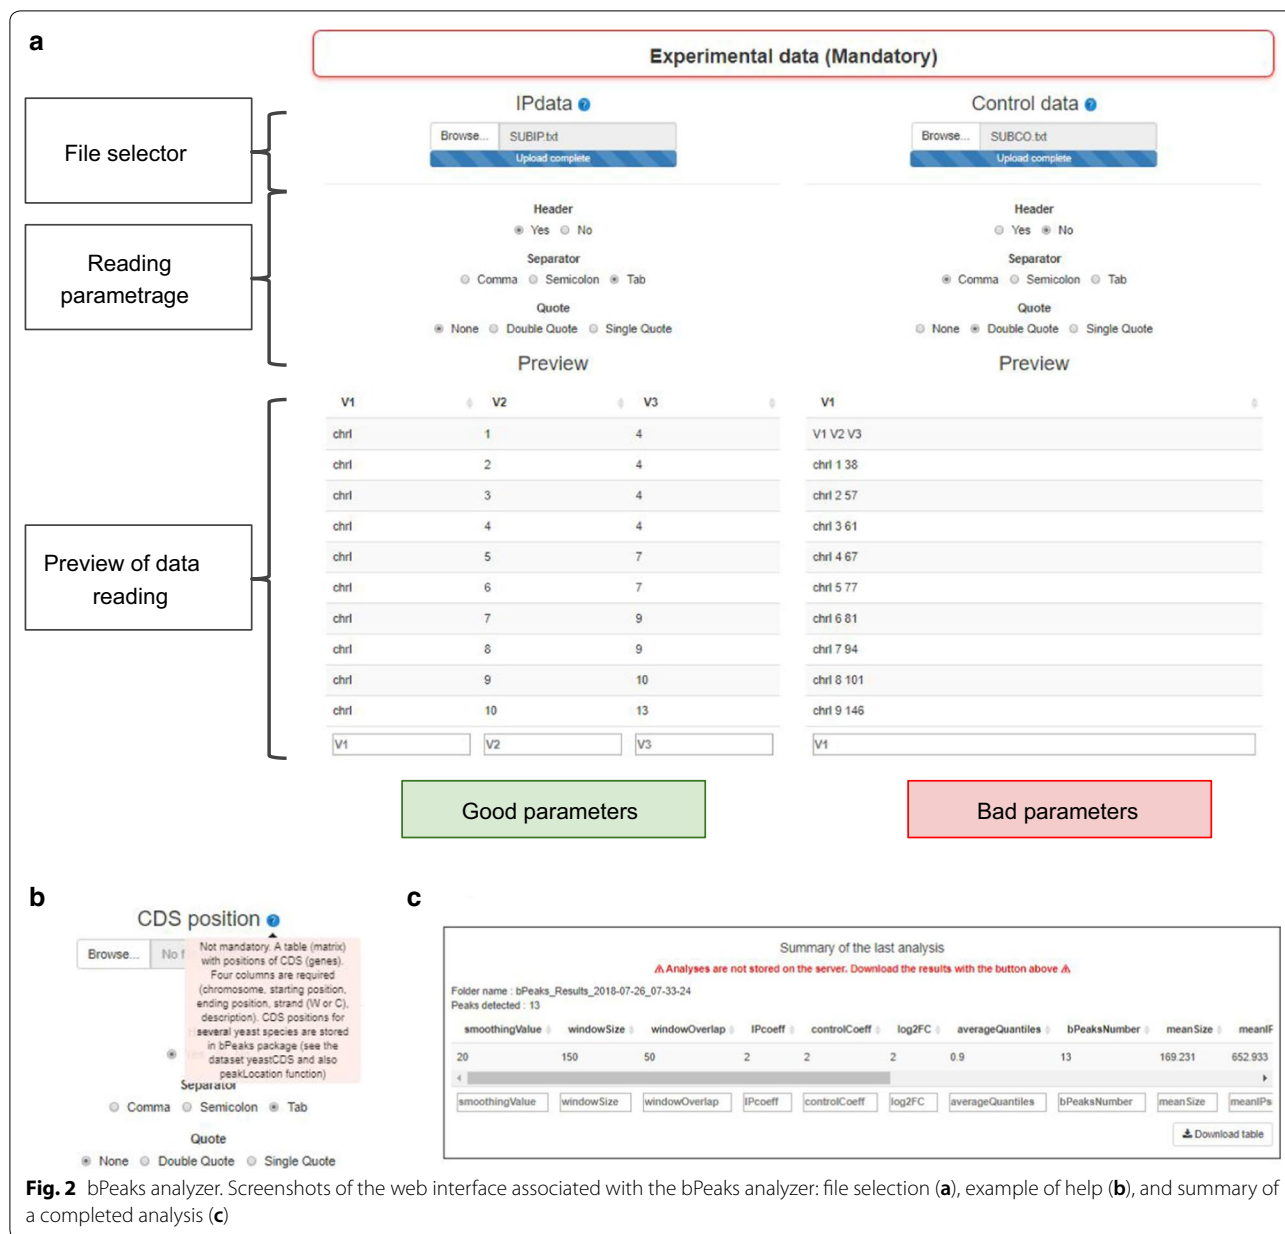 a
Experimental data (Mandatory)
IPdata ?
Control data ?
File selector
Browse... SUBIP.txt
Upload complete
Browse... SUBCO.txt
Upload complete
Reading
parametrage
Header
Yes No
Separator
Comma Semicolon Tab
Quote
None Double Quote Single Quote
Preview
Header
Yes No
Separator
Comma Semicolon Tab
Quote
None Double Quote Single Quote
Preview
Preview of data
reading
V1 V2 V3
chrI 1 4
chrI 2 4
chrI 3 4
chrI 4 4
chrI 5 7
chrI 6 7
chrI 7 9
chrI 8 9
chrI 9 10
chrI 10 13
V1 V2 V3
V1
V1 V2 V3
chrI 1 38
chrI 2 57
chrI 3 61
chrI 4 67
chrI 5 77
chrI 6 81
chrI 7 94
chrI 8 101
chrI 9 146
V1
Good parameters
Bad parameters
b
CDS position ?
Browse... No f
Not mandatory. A table (matrix)
with positions of CDS (genes).
Four columns are required
(chromosome, starting position,
ending position, strand (W or C),
description). CDS positions for
several yeast species are stored
in bPeaks package (see the
dataset yeastCDS and also
peakLocation function)
Separator
Comma Semicolon Tab
Quote
None Double Quote Single Quote
c
Summary of the last analysis
⚠ Analyses are not stored on the server. Download the results with the button above ⚠
Folder name : bPeaks_Results_2018-07-26_07-33-24
Peaks detected : 13
smoothingValue windowSize windowOverlap IPcoeff controlCoeff log2FC averageQuantiles bPeaksNumber meanSize meanIF
20 150 50 2 2 2 0.9 13 169.231 652.933
smoothingValue windowSize windowOverlap IPcoeff controlCoeff log2FC averageQuantiles bPeaksNumber meanSize meanIPs
Download table
Fig. 2 bPeaks analyzer. Screenshots of the web interface associated with the bPeaks analyzer: file selection (a), example of help (b), and summary of
a completed analysis (c)